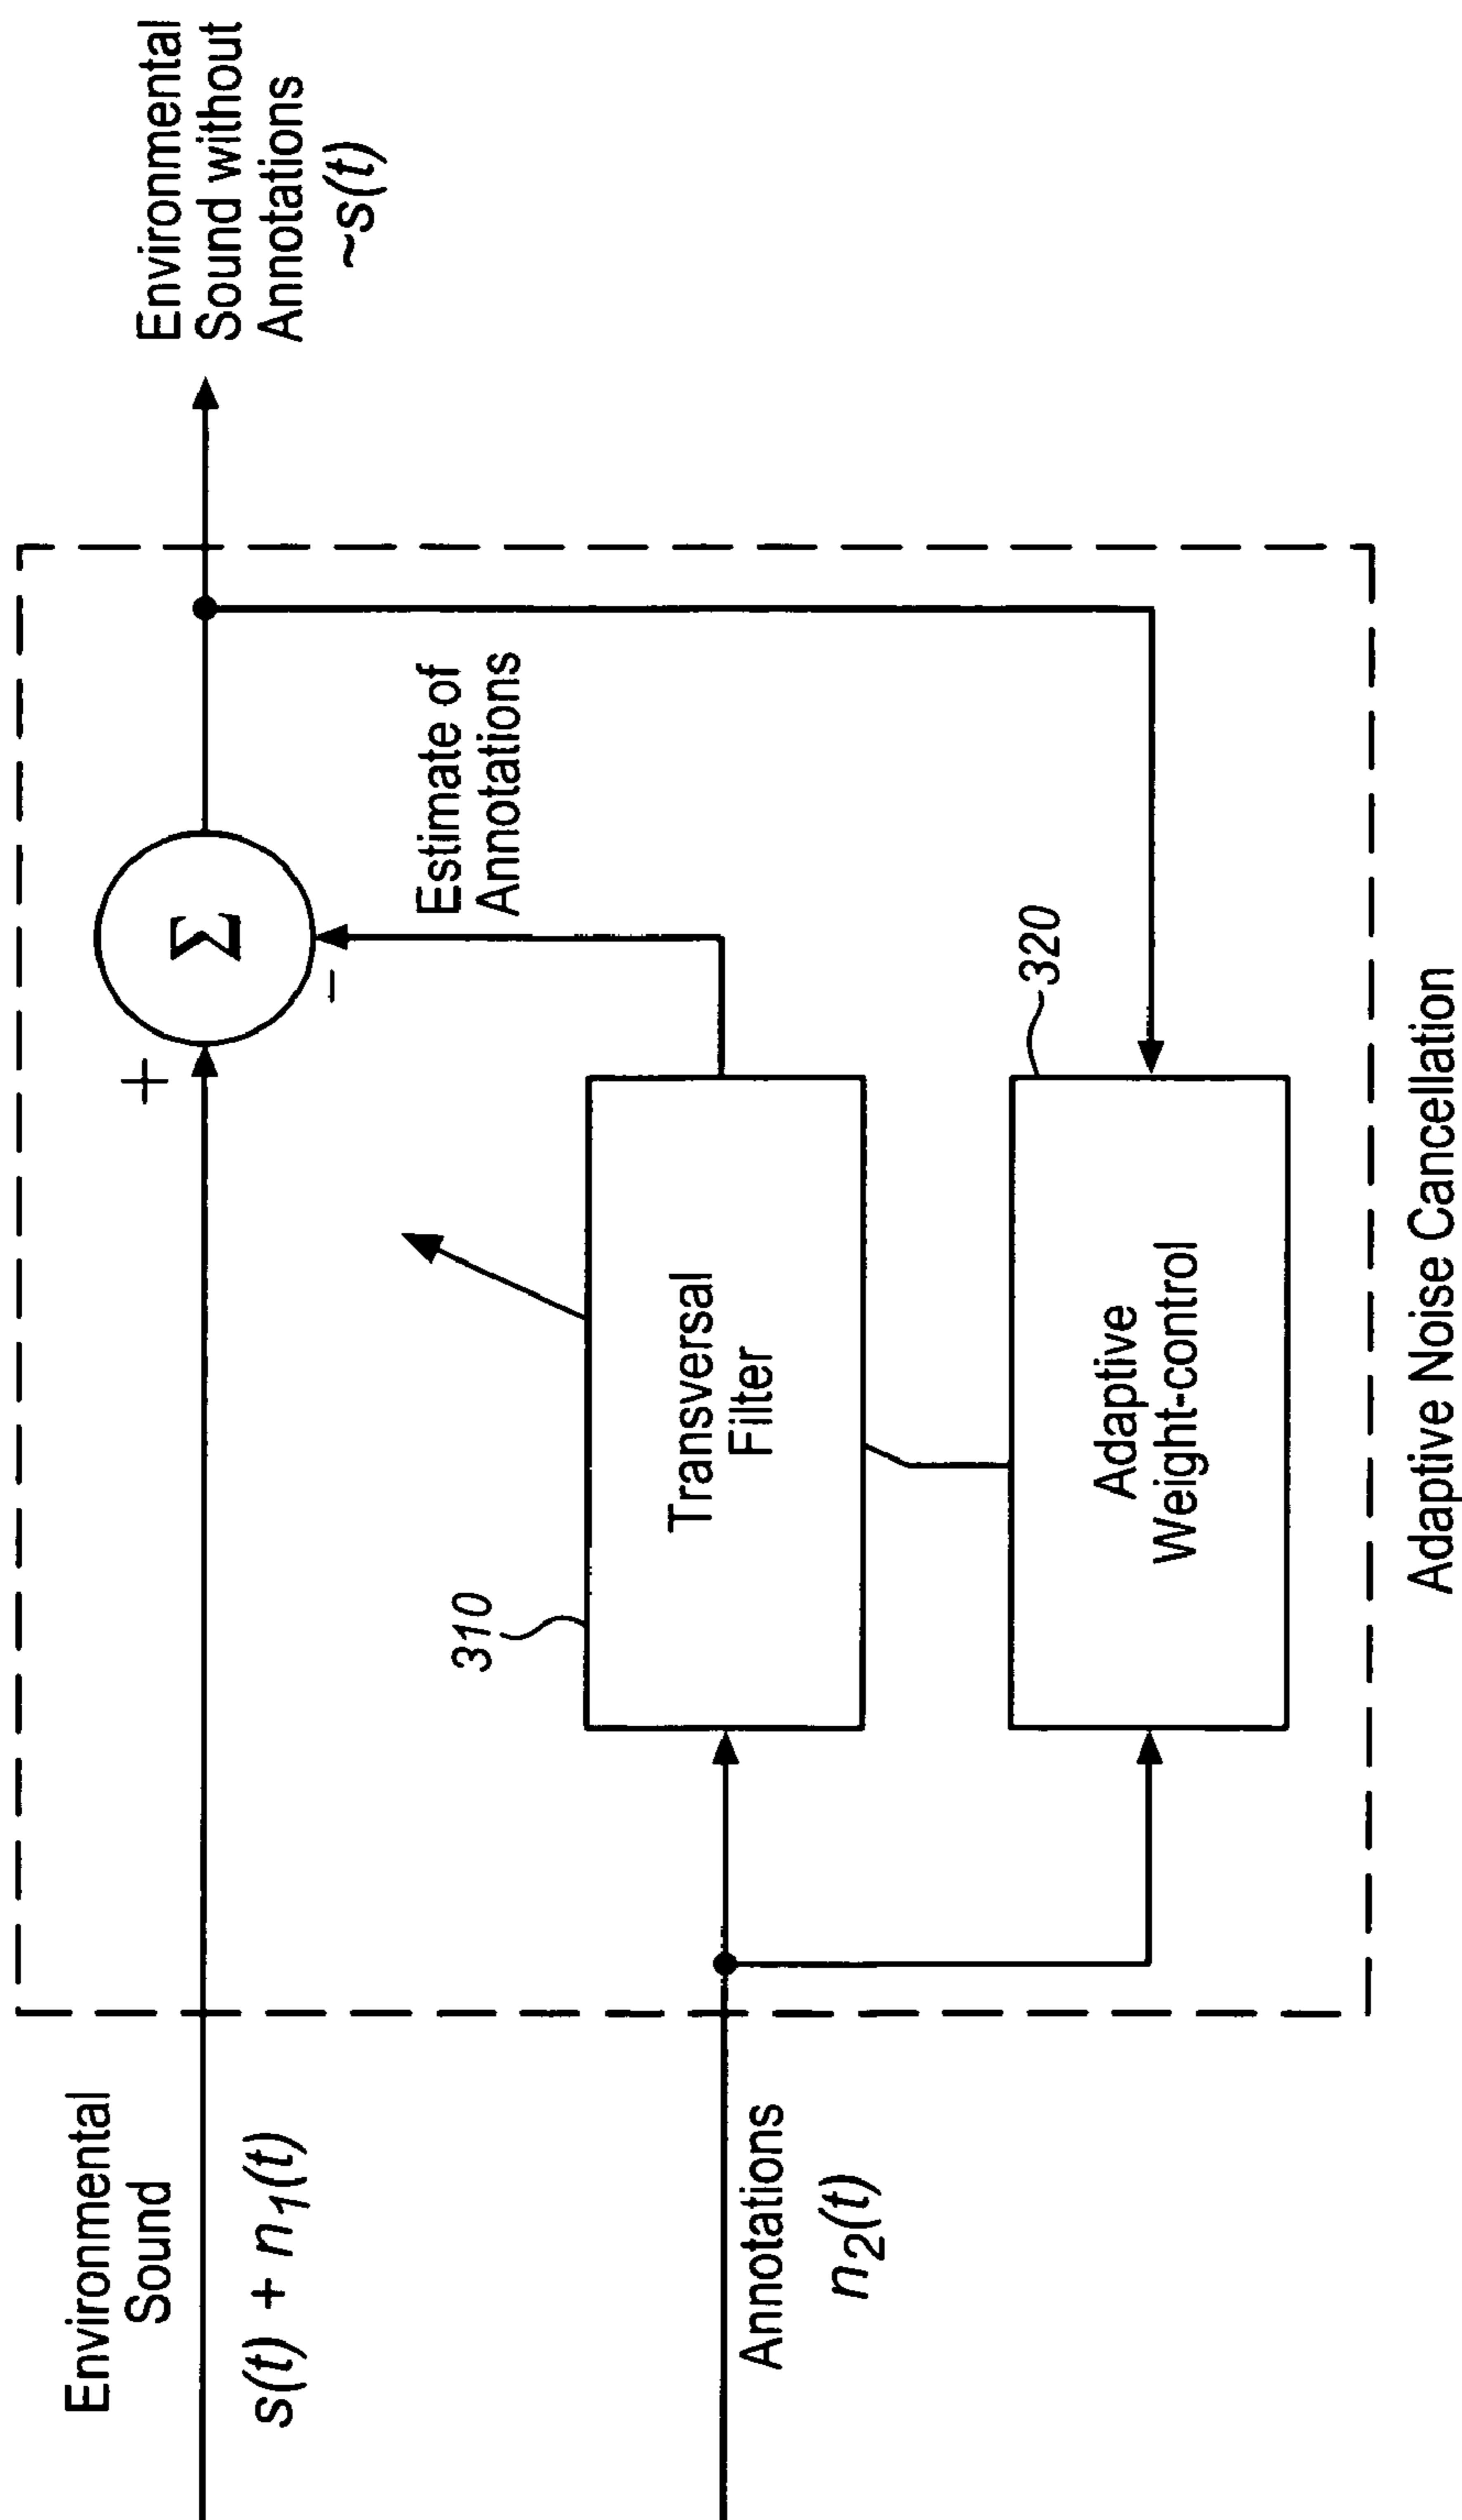 Environmental
Sound
s(t) + n1(t)
Annotations
n2(t)
310
Transversal
Filter
Adaptive
Weight-control
320
+
Σ
−
Estimate of
Annotations
Environmental
Sound without
Annotations
~s(t)
Adaptive Noise Cancellation